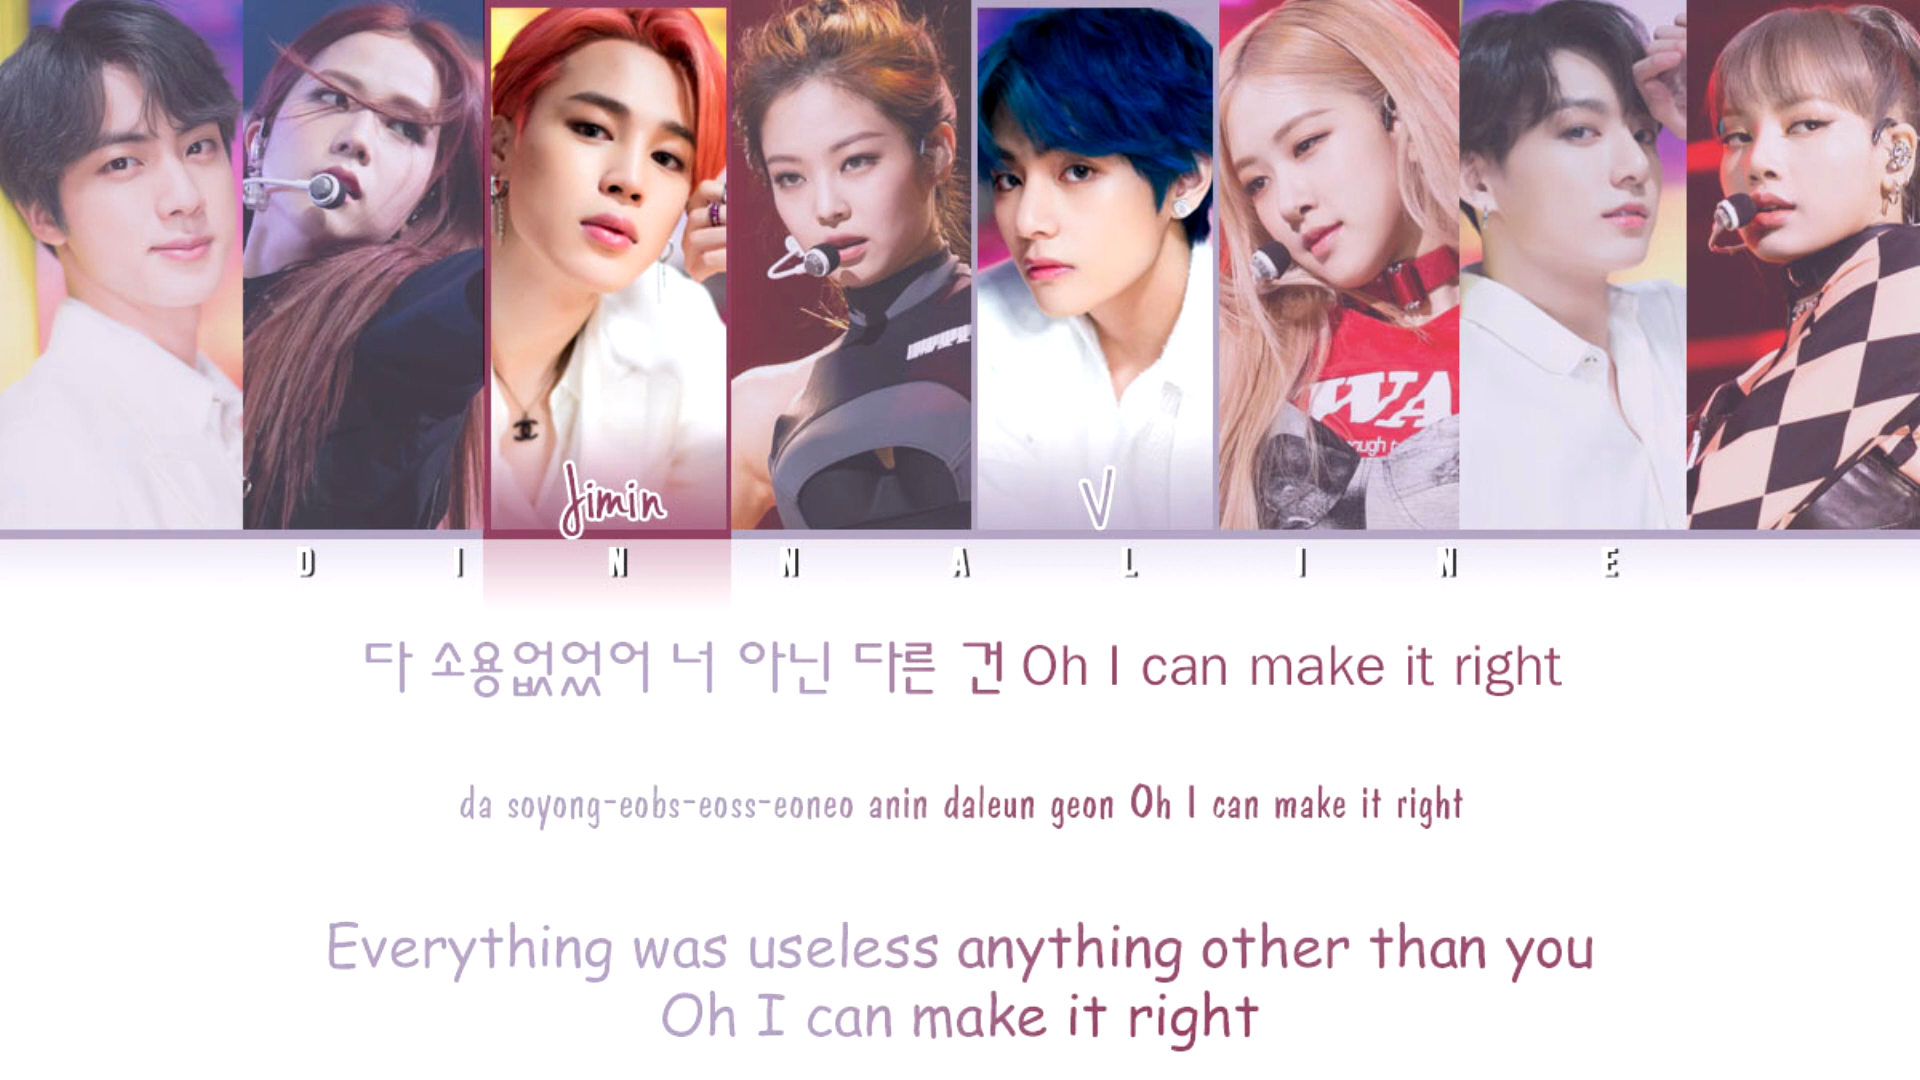 Jimin
V
WA
D I N N A L I N E
다 소용없었어 너 아닌 다른 건 Oh I can make it right
da soyong-eobs-eoss-eoneo anin daleun geon Oh I can make it right
Everything was useless anything other than you
Oh I can make it right